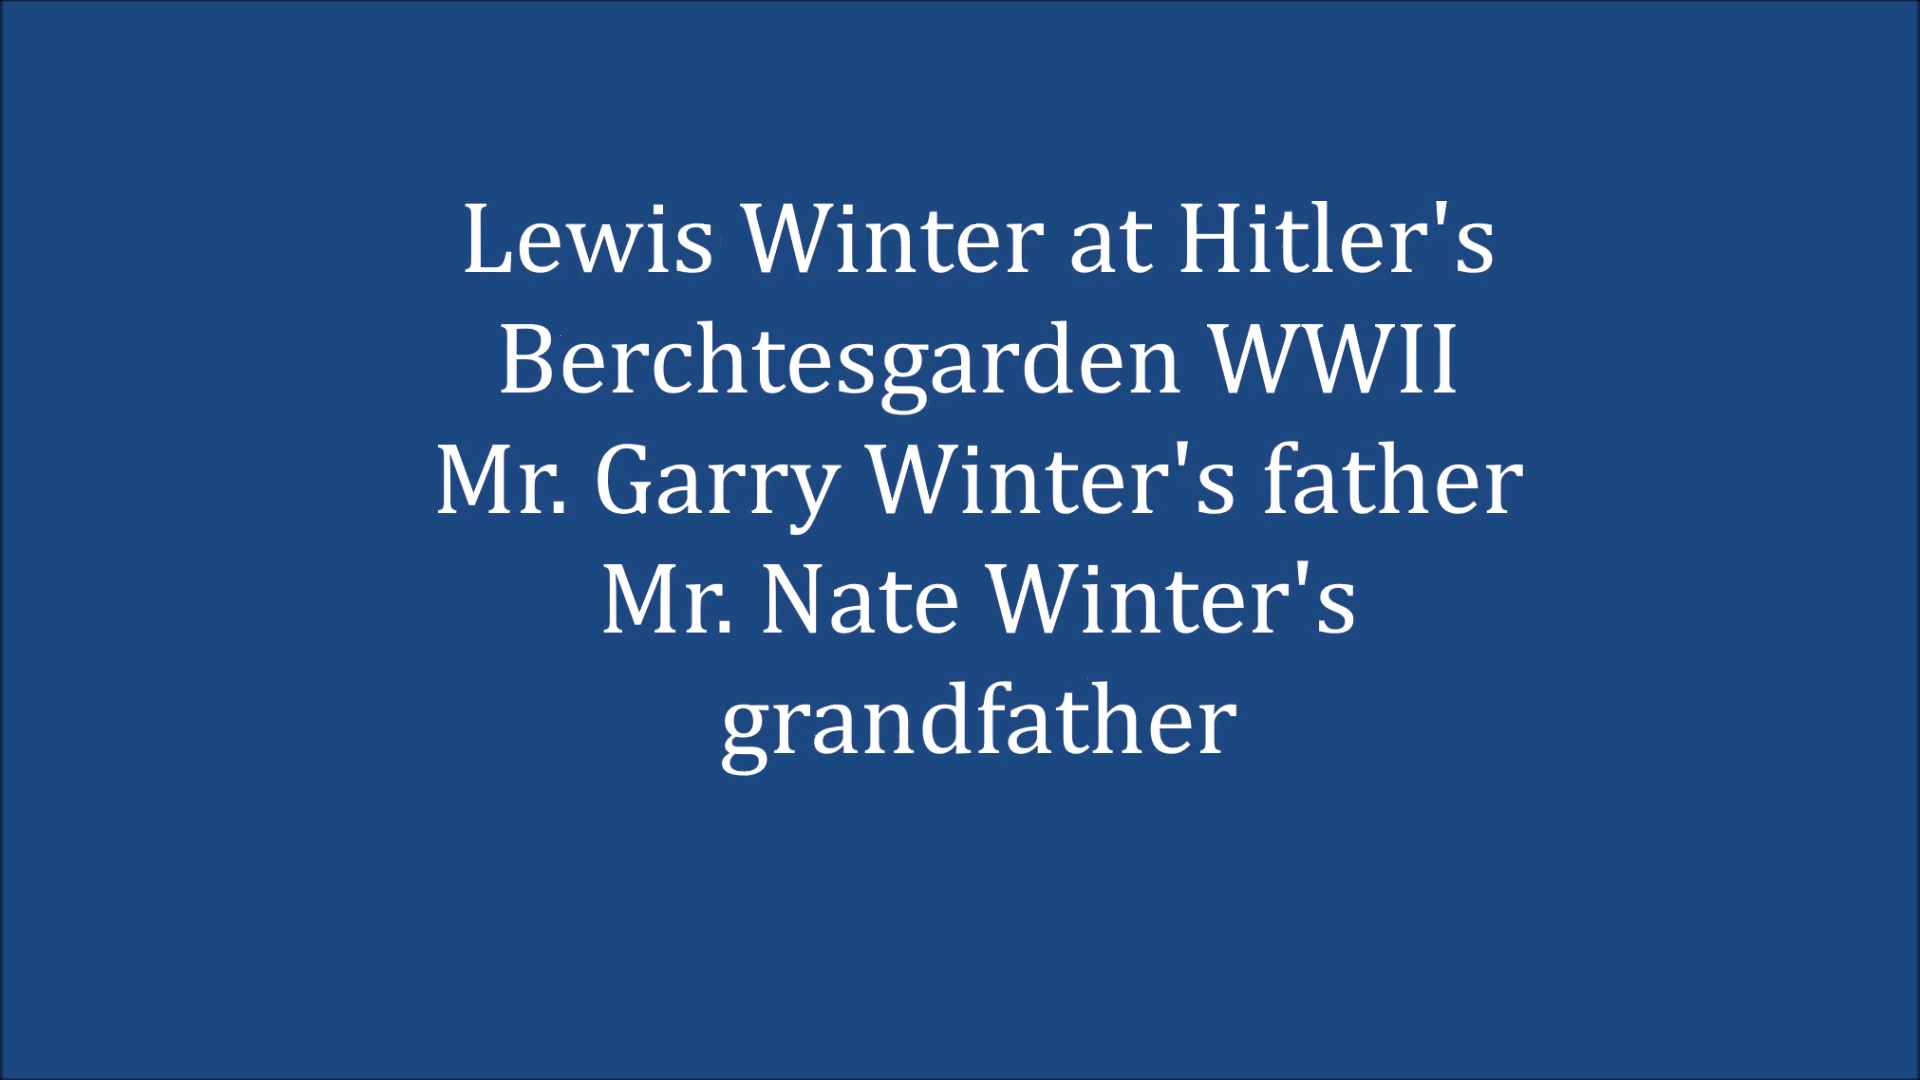 Lewis Winter at Hitler's
Berchtesgarden WWII
Mr. Garry Winter's father
Mr. Nate Winter's
grandfather